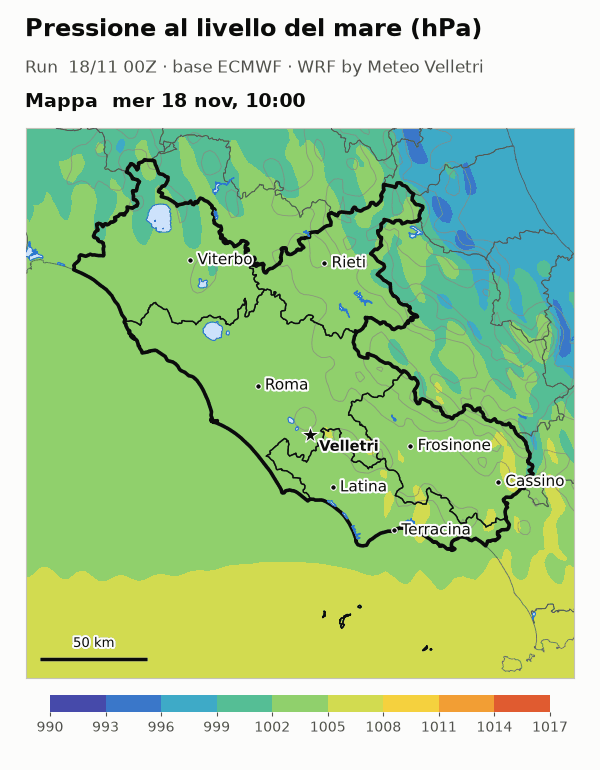 Pressione al livello del mare (hPa)
Run  18/11 00Z · base ECMWF · WRF by Meteo Velletri
Mappa  mer 18 nov, 10:00
Viterbo
Rieti
Roma
Velletri
Frosinone
Latina
Cassino
Terracina
50 km
990 993 996 999 1002 1005 1008 1011 1014 1017